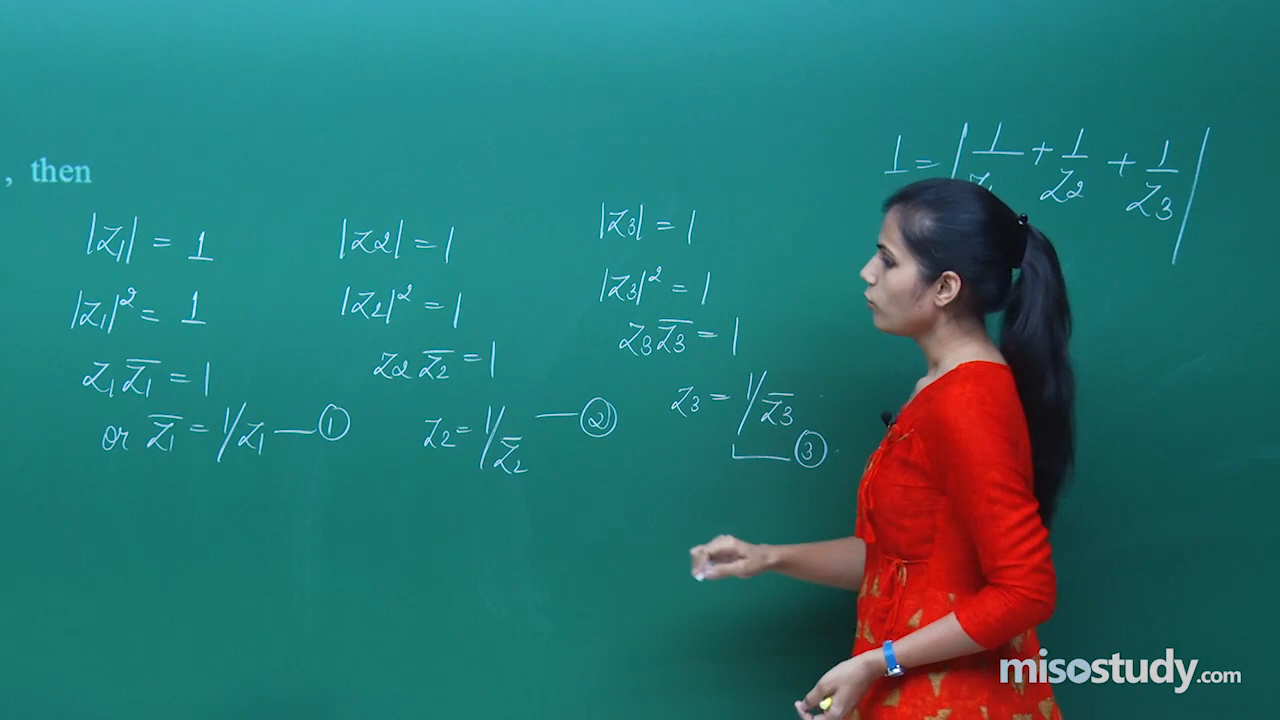 , then
|z1| = 1
|z1|² = 1
z1 z̅1 = 1
or z̅1 = 1/z1 — ①
|z2| = 1
|z2|² = 1
z2 z̅2 = 1
z2 = 1/z̅2 — ②
|z3| = 1
|z3|² = 1
z3 z̅3 = 1
z3 = 1/z̅3
③
1 = | 1/z1 + 1/z2 + 1/z3 |
misostudy.com